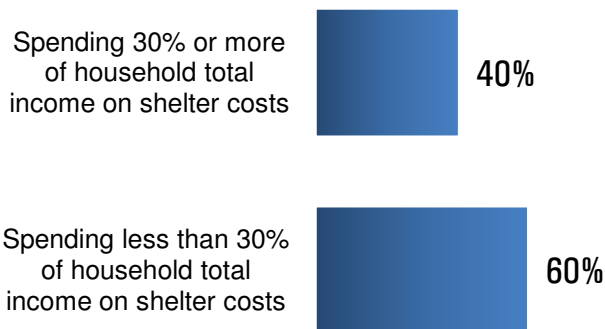 Spending 30% or more
of household total
income on shelter costs
40%
Spending less than 30%
of household total
income on shelter costs
60%